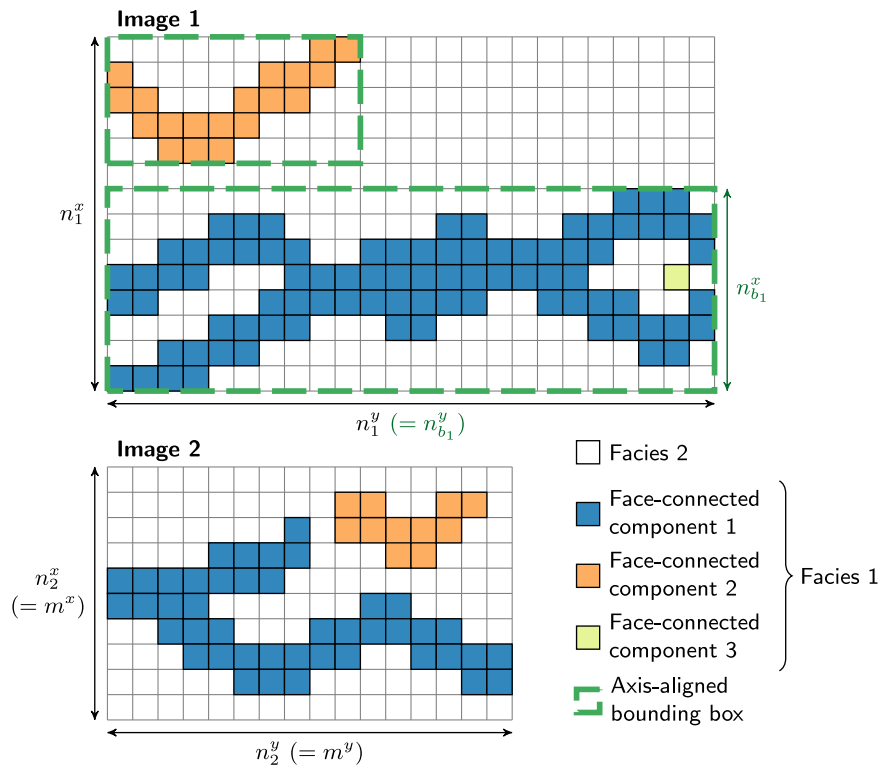 Image 1
n_1^x
n_{b_1}^x
n_1^y (= n_{b_1}^y)
Image 2
n_2^x
(= m^x)
n_2^y (= m^y)
Facies 2
Face-connected
component 1
Face-connected
component 2
Face-connected
component 3
Facies 1
Axis-aligned
bounding box